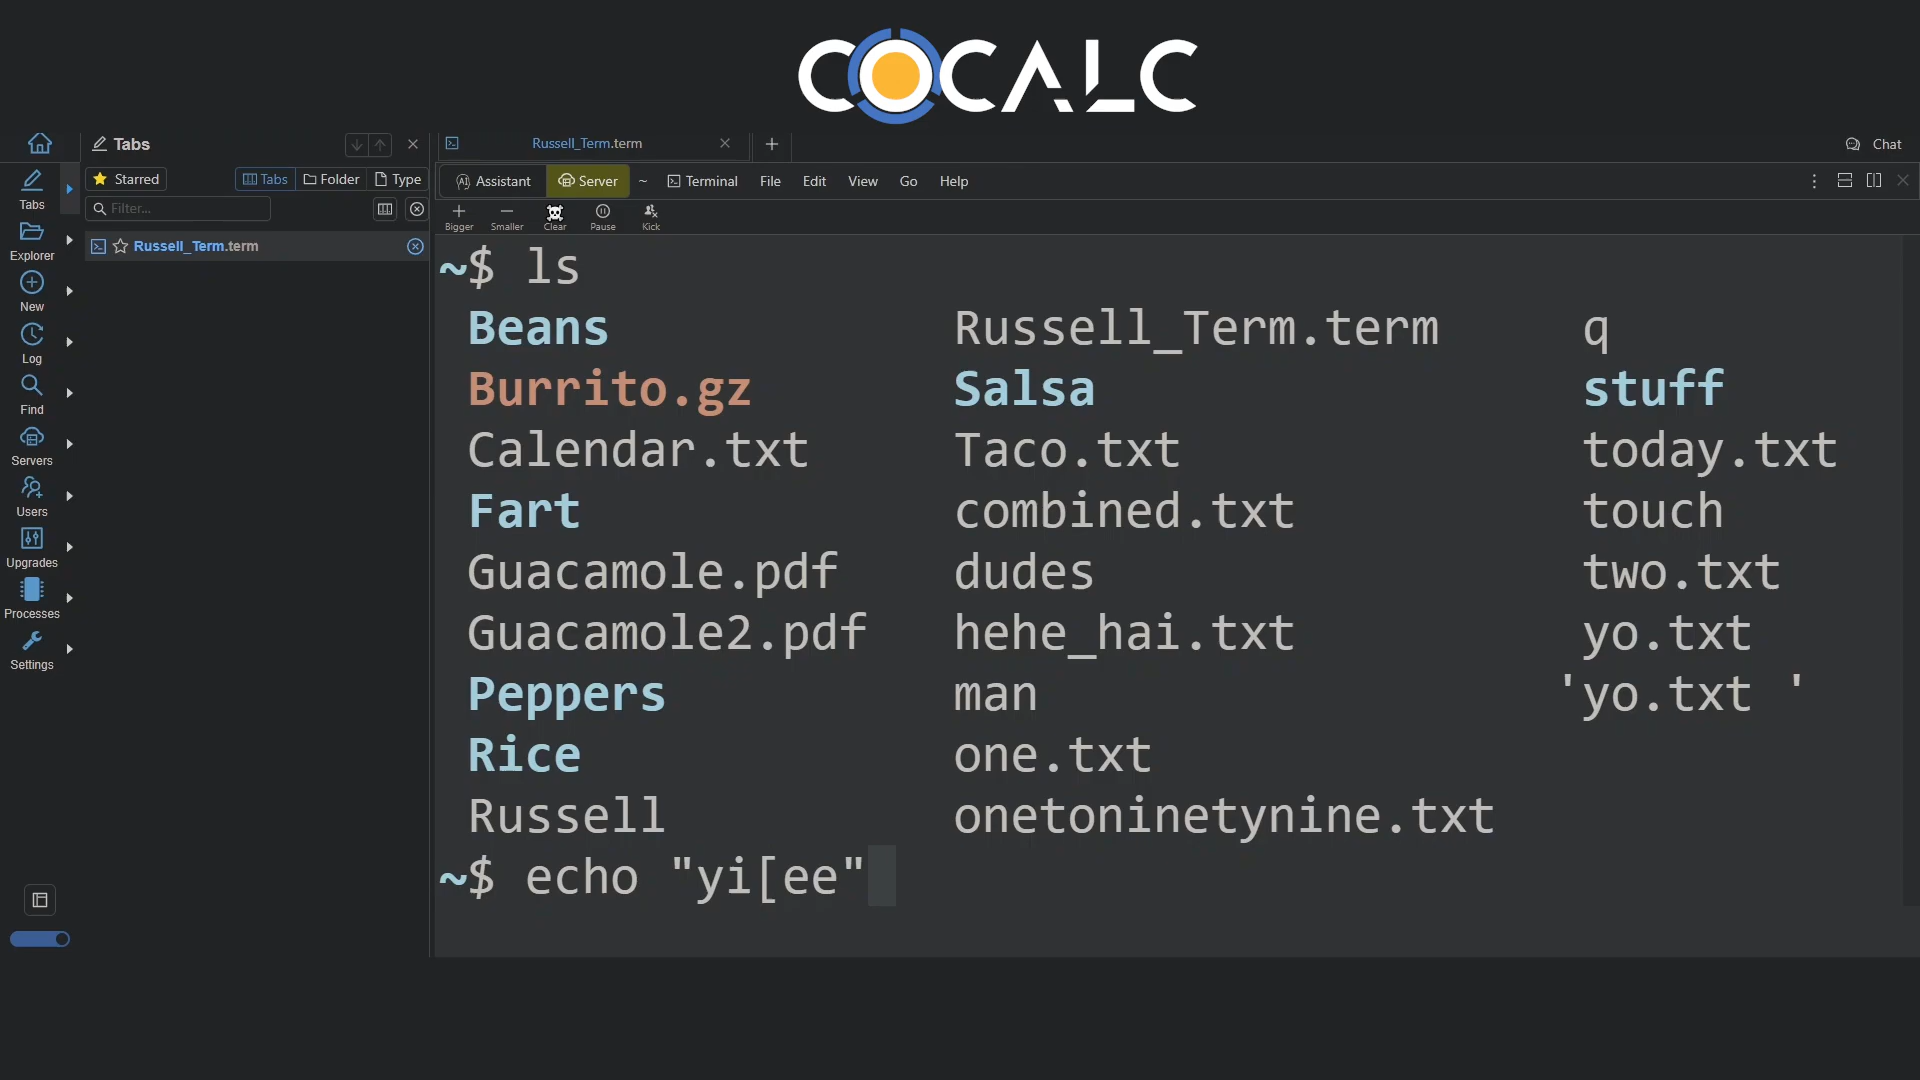 COCALC
Tabs
Russell_Term.term
Chat
Starred
Tabs
Folder
Type
Assistant
Server
~
Terminal
File
Edit
View
Go
Help
Filter...
Bigger
Smaller
Clear
Pause
Kick
Russell_Term.term
Tabs
Explorer
New
Log
Find
Servers
Users
Upgrades
Processes
Settings
~$ ls
Beans Russell_Term.term q
Burrito.gz Salsa stuff
Calendar.txt Taco.txt today.txt
Fart combined.txt touch
Guacamole.pdf dudes two.txt
Guacamole2.pdf hehe_hai.txt yo.txt
Peppers man 'yo.txt '
Rice one.txt
Russell onetoninetynine.txt
~$ echo "yi[ee"